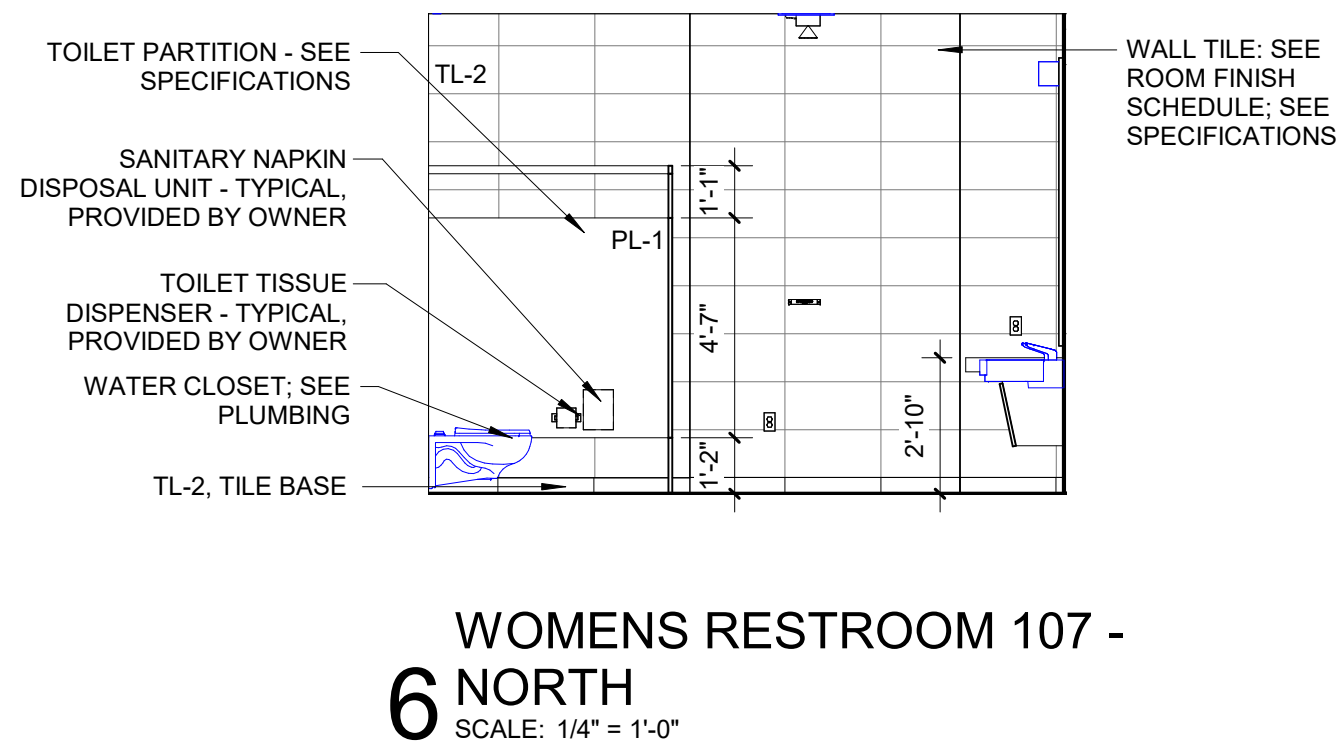 TOILET PARTITION - SEE
SPECIFICATIONS
TL-2
WALL TILE: SEE
ROOM FINISH
SCHEDULE; SEE
SPECIFICATIONS
SANITARY NAPKIN
DISPOSAL UNIT - TYPICAL,
PROVIDED BY OWNER
1'-1"
PL-1
TOILET TISSUE
DISPENSER - TYPICAL,
PROVIDED BY OWNER
4'-7"
WATER CLOSET; SEE
PLUMBING
2'-10"
1'-2"
TL-2, TILE BASE
6
WOMENS RESTROOM 107 -
NORTH
SCALE: 1/4" = 1'-0"